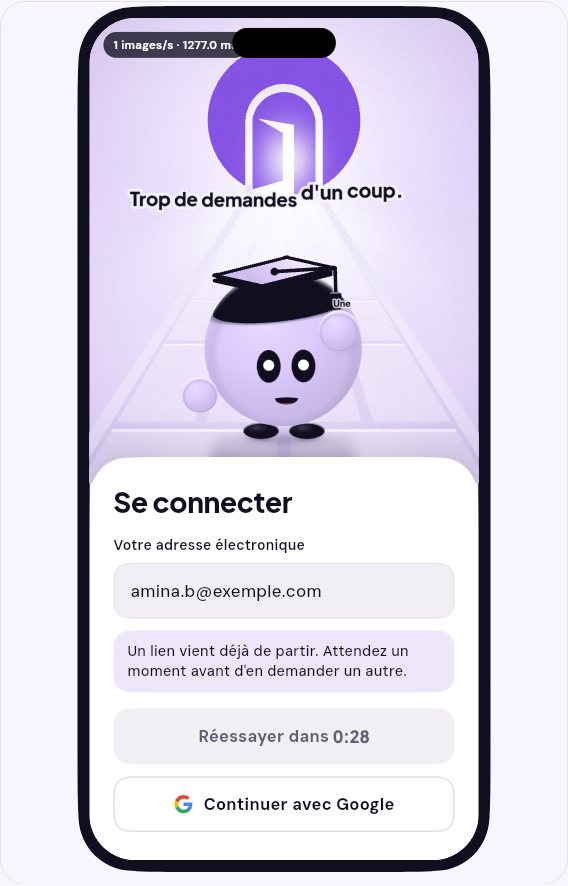 1 images/s · 1277.0 m
Trop de demandes d'un coup.
Une
Se connecter
Votre adresse électronique
amina.b@exemple.com
Un lien vient déjà de partir. Attendez un
moment avant d'en demander un autre.
Réessayer dans 0:28
Continuer avec Google